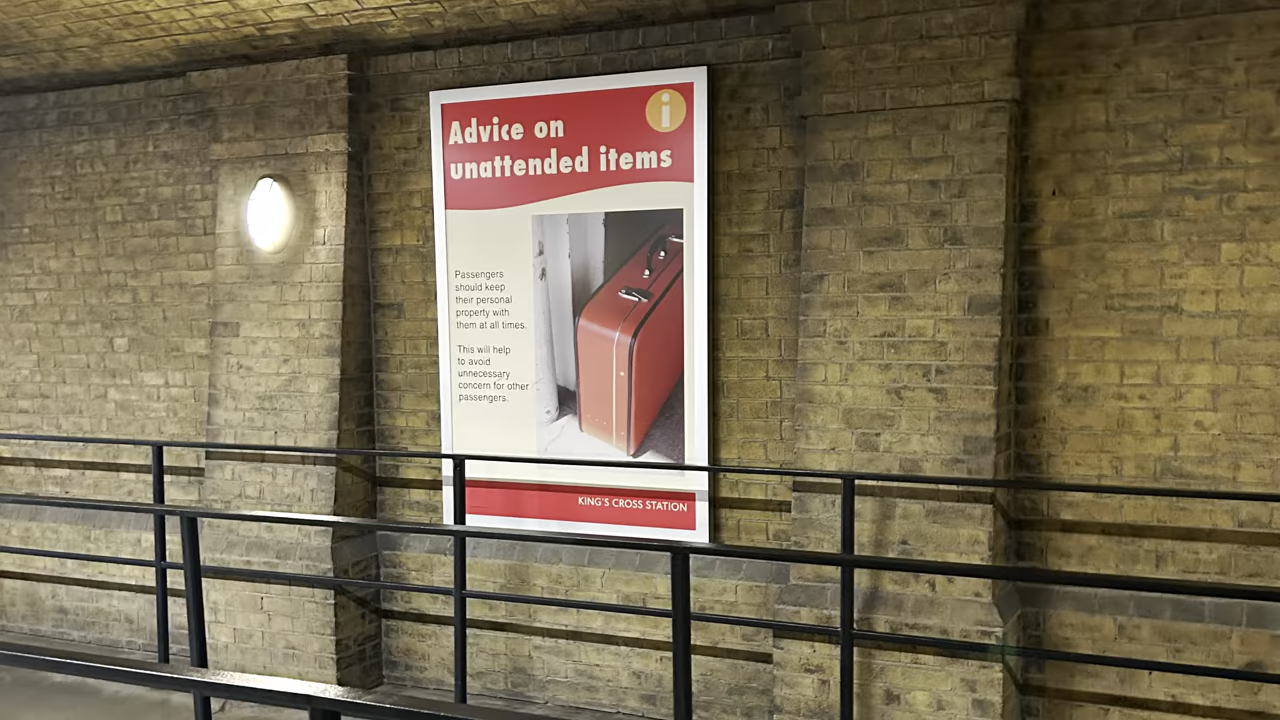 i
Advice on
unattended items
Passengers
should keep
their personal
property with
them at all times.
This will help
to avoid
unnecessary
concern for other
passengers.
KING'S CROSS STATION